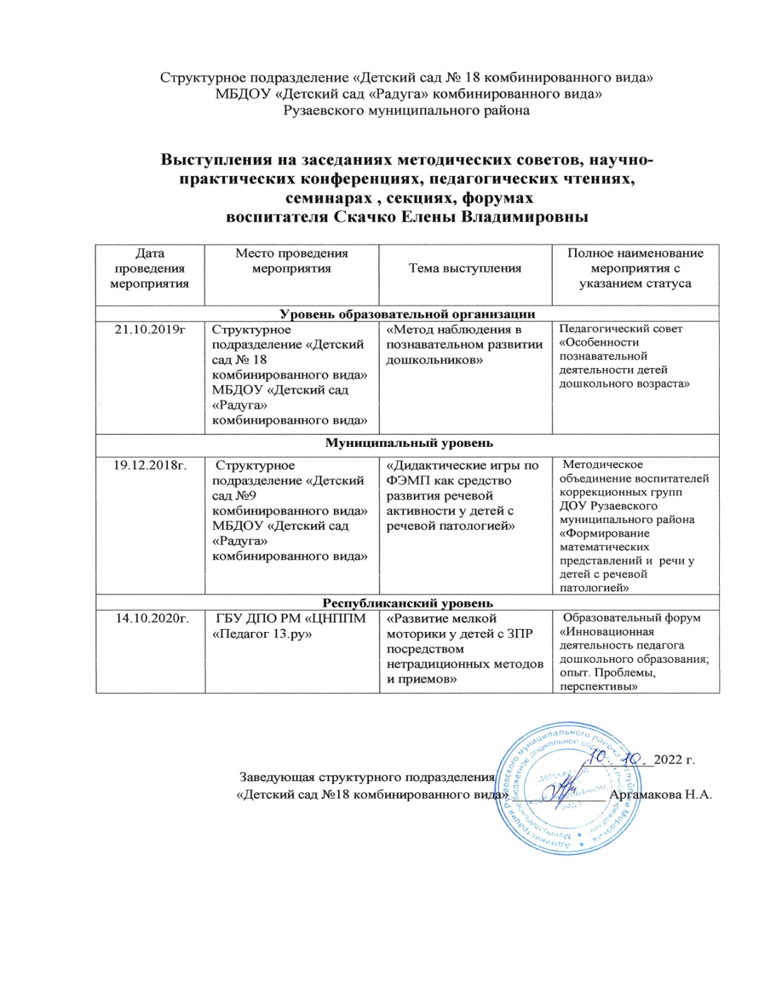 Структурное подразделение «Детский сад № 18 комбинированного вида»
МБДОУ «Детский сад «Радуга» комбинированного вида»
Рузаевского муниципального района
Выступления на заседаниях методических советов, научно-
практических конференциях, педагогических чтениях,
семинарах , секциях, форумах
воспитателя Скачко Елены Владимировны
Дата
проведения
мероприятия
Место проведения
мероприятия
Тема выступления
Полное наименование
мероприятия с
указанием статуса
Уровень образовательной организации
21.10.2019г
Структурное
подразделение «Детский
сад № 18
комбинированного вида»
МБДОУ «Детский сад
«Радуга»
комбинированного вида»
«Метод наблюдения в
познавательном развитии
дошкольников»
Педагогический совет
«Особенности
познавательной
деятельности детей
дошкольного возраста»
Муниципальный уровень
19.12.2018г.
Структурное
подразделение «Детский
сад №9
комбинированного вида»
МБДОУ «Детский сад
«Радуга»
комбинированного вида»
«Дидактические игры по
ФЭМП как средство
развития речевой
активности у детей с
речевой патологией»
Методическое
объединение воспитателей
коррекционных групп
ДОУ Рузаевского
муниципального района
«Формирование
математических
представлений и речи у
детей с речевой
патологией»
Республиканский уровень
14.10.2020г.
ГБУ ДПО РМ «ЦНППМ
«Педагог 13.ру»
«Развитие мелкой
моторики у детей с ЗПР
посредством
нетрадиционных методов
и приемов»
Образовательный форум
«Инновационная
деятельность педагога
дошкольного образования;
опыт. Проблемы,
перспективы»
10. 10. 2022 г.
Заведующая структурного подразделения
«Детский сад №18 комбинированного вида» Аргамакова Н.А.
Администрация Рузаевского муниципального района Республики Мордовия